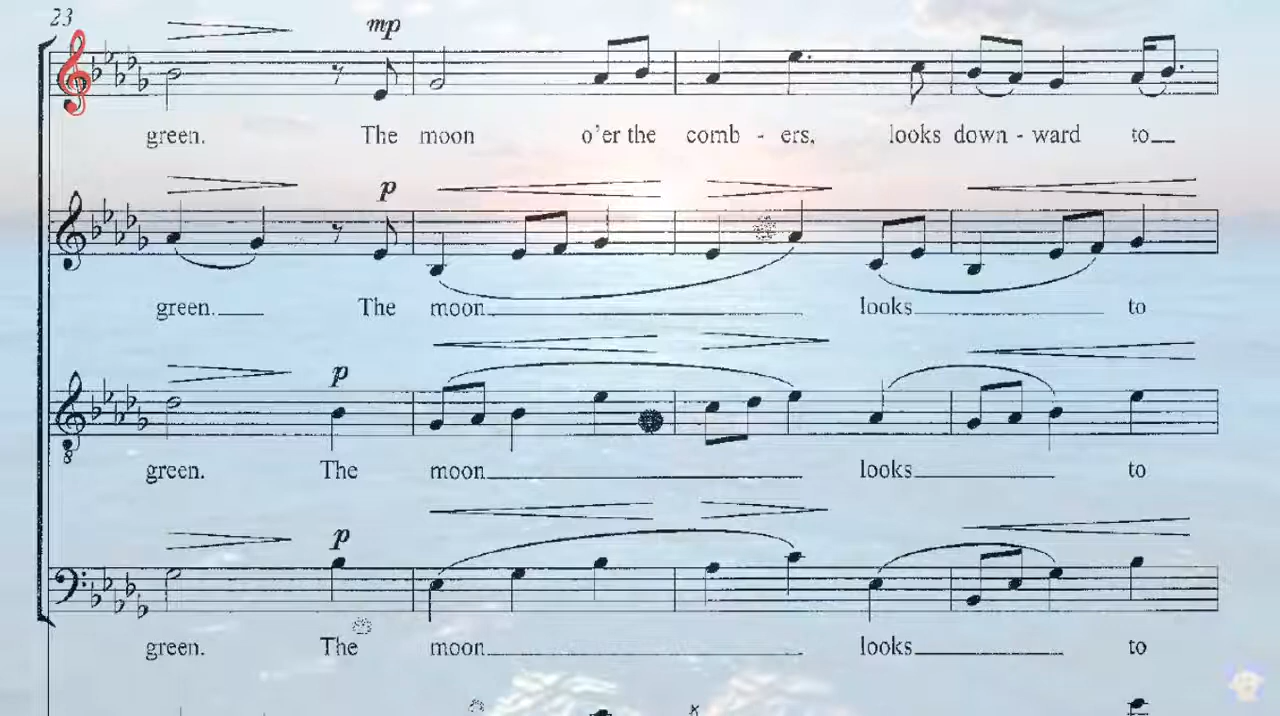 23
mp
green. The moon o'er the comb - ers, looks down - ward to
p
green. The moon looks to
p
green. The moon looks to
8
p
green. The moon looks to